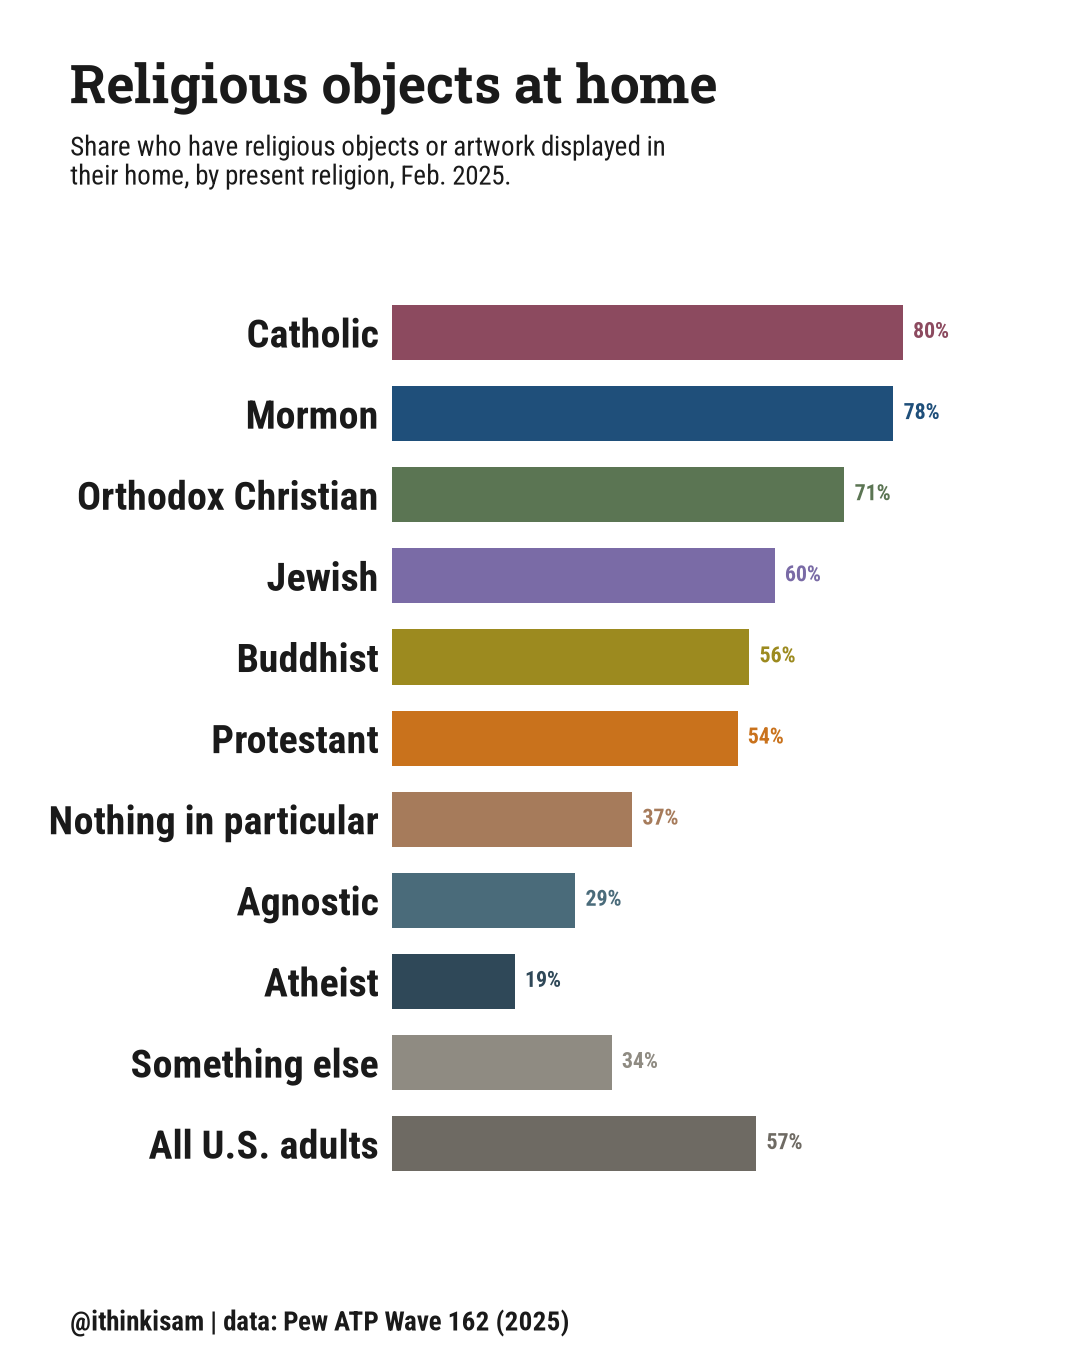 Religious objects at home
Share who have religious objects or artwork displayed in
their home, by present religion, Feb. 2025.
Catholic 80%
Mormon 78%
Orthodox Christian 71%
Jewish 60%
Buddhist 56%
Protestant 54%
Nothing in particular 37%
Agnostic 29%
Atheist 19%
Something else 34%
All U.S. adults 57%
@ithinkisam | data: Pew ATP Wave 162 (2025)